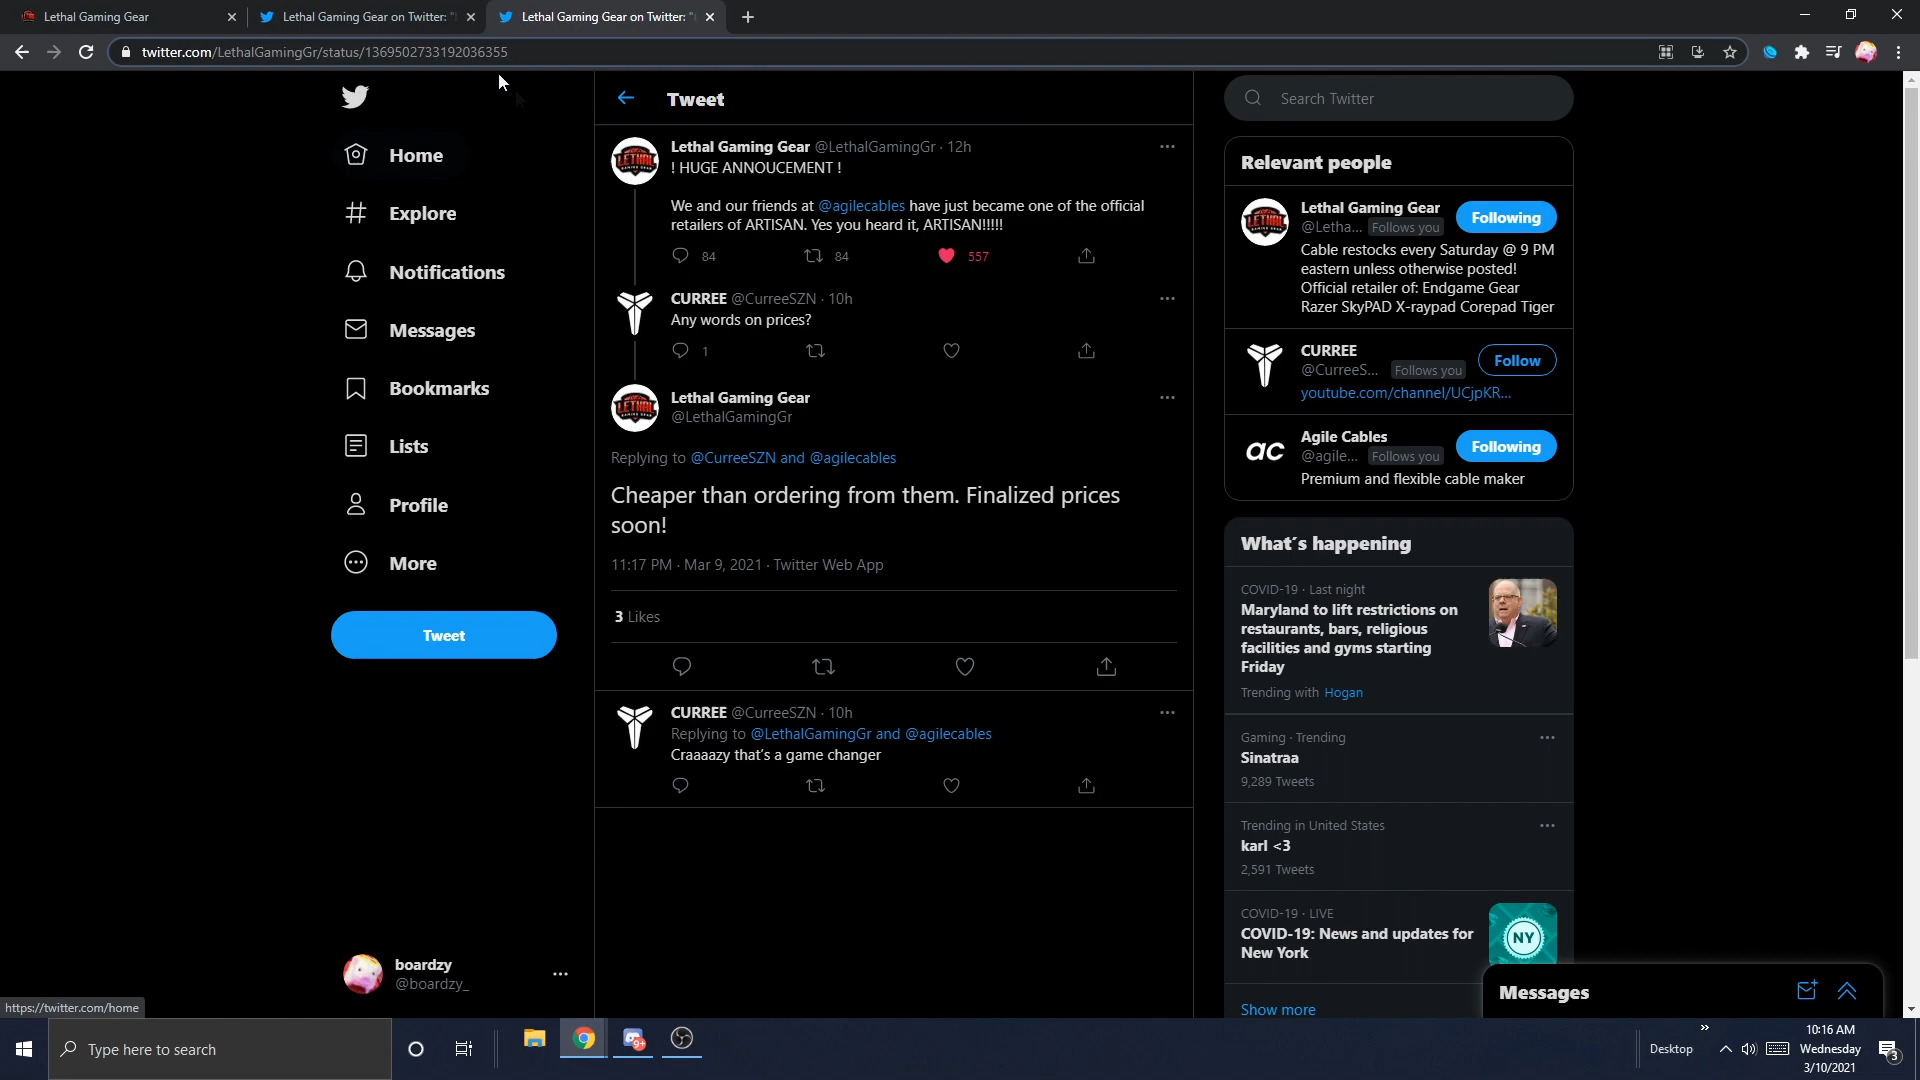 Lethal Gaming Gear
Lethal Gaming Gear on Twitter: "
Lethal Gaming Gear on Twitter: "
twitter.com/LethalGamingGr/status/1369502733192036355
Home
Explore
Notifications
Messages
Bookmarks
Lists
Profile
More
Tweet
boardzy
@boardzy_
https://twitter.com/home
Tweet
Lethal Gaming Gear @LethalGamingGr · 12h
! HUGE ANNOUCEMENT !
We and our friends at @agilecables have just became one of the official
retailers of ARTISAN. Yes you heard it, ARTISAN!!!!!
84 84 557
CURREE @CurreeSZN · 10h
Any words on prices?
1
Lethal Gaming Gear
@LethalGamingGr
Replying to @CurreeSZN and @agilecables
Cheaper than ordering from them. Finalized prices
soon!
11:17 PM · Mar 9, 2021 · Twitter Web App
3 Likes
CURREE @CurreeSZN · 10h
Replying to @LethalGamingGr and @agilecables
Craaaazy that's a game changer
Search Twitter
Relevant people
Lethal Gaming Gear
@Letha... Follows you
Following
Cable restocks every Saturday @ 9 PM
eastern unless otherwise posted!
Official retailer of: Endgame Gear
Razer SkyPAD X-raypad Corepad Tiger
CURREE
@CurreeS... Follows you
Follow
youtube.com/channel/UCjpKR...
ac
Agile Cables
@agile... Follows you
Following
Premium and flexible cable maker
What's happening
COVID-19 · Last night
Maryland to lift restrictions on
restaurants, bars, religious
facilities and gyms starting
Friday
Trending with Hogan
Gaming · Trending
Sinatraa
9,289 Tweets
Trending in United States
karl <3
2,591 Tweets
COVID-19 · LIVE
COVID-19: News and updates for
New York
NY
Show more
Messages
Type here to search
9+
Desktop
10:16 AM
Wednesday
3/10/2021
3